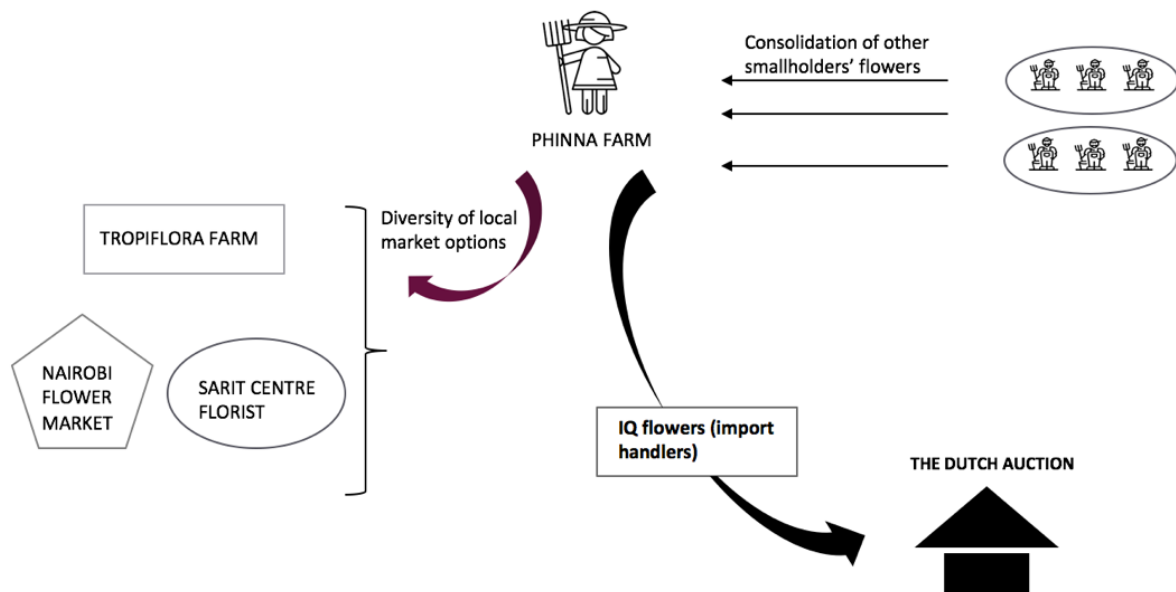 Consolidation of other
smallholders’ flowers
PHINNA FARM
Diversity of local
market options
TROPIFLORA FARM
NAIROBI
FLOWER
MARKET
SARIT CENTRE
FLORIST
IQ flowers (import
handlers)
THE DUTCH AUCTION